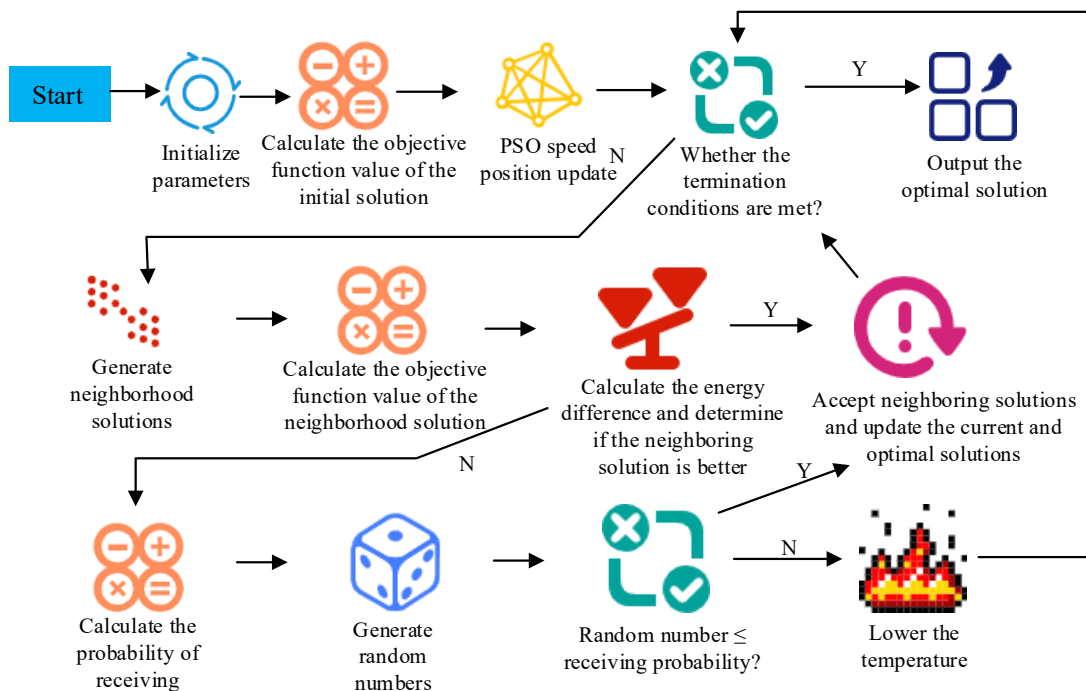 Start
Initialize
parameters
Calculate the objective
function value of the
initial solution
PSO speed
position update
N
Whether the
termination
conditions are met?
Y
Output the
optimal solution
Generate
neighborhood
solutions
Calculate the objective
function value of the
neighborhood solution
Calculate the energy
difference and determine
if the neighboring
solution is better
Y
Accept neighboring solutions
and update the current and
optimal solutions
N
Calculate the
probability of
receiving
Generate
random
numbers
Random number ≤
receiving probability?
Y
N
Lower the
temperature